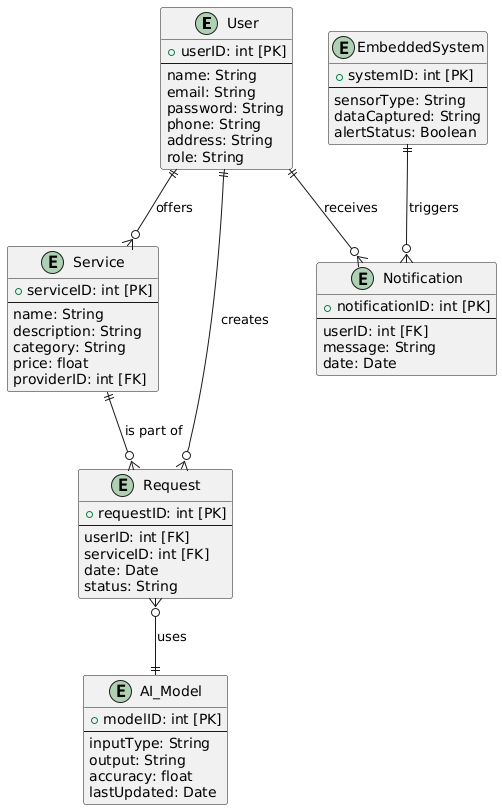 E User
userID: int [PK]
name: String
email: String
password: String
phone: String
address: String
role: String
E EmbeddedSystem
systemID: int [PK]
sensorType: String
dataCaptured: String
alertStatus: Boolean
offers
receives
triggers
E Service
serviceID: int [PK]
name: String
description: String
category: String
price: float
providerID: int [FK]
E Notification
notificationID: int [PK]
userID: int [FK]
message: String
date: Date
creates
is part of
E Request
requestID: int [PK]
userID: int [FK]
serviceID: int [FK]
date: Date
status: String
uses
E AI_Model
modelID: int [PK]
inputType: String
output: String
accuracy: float
lastUpdated: Date